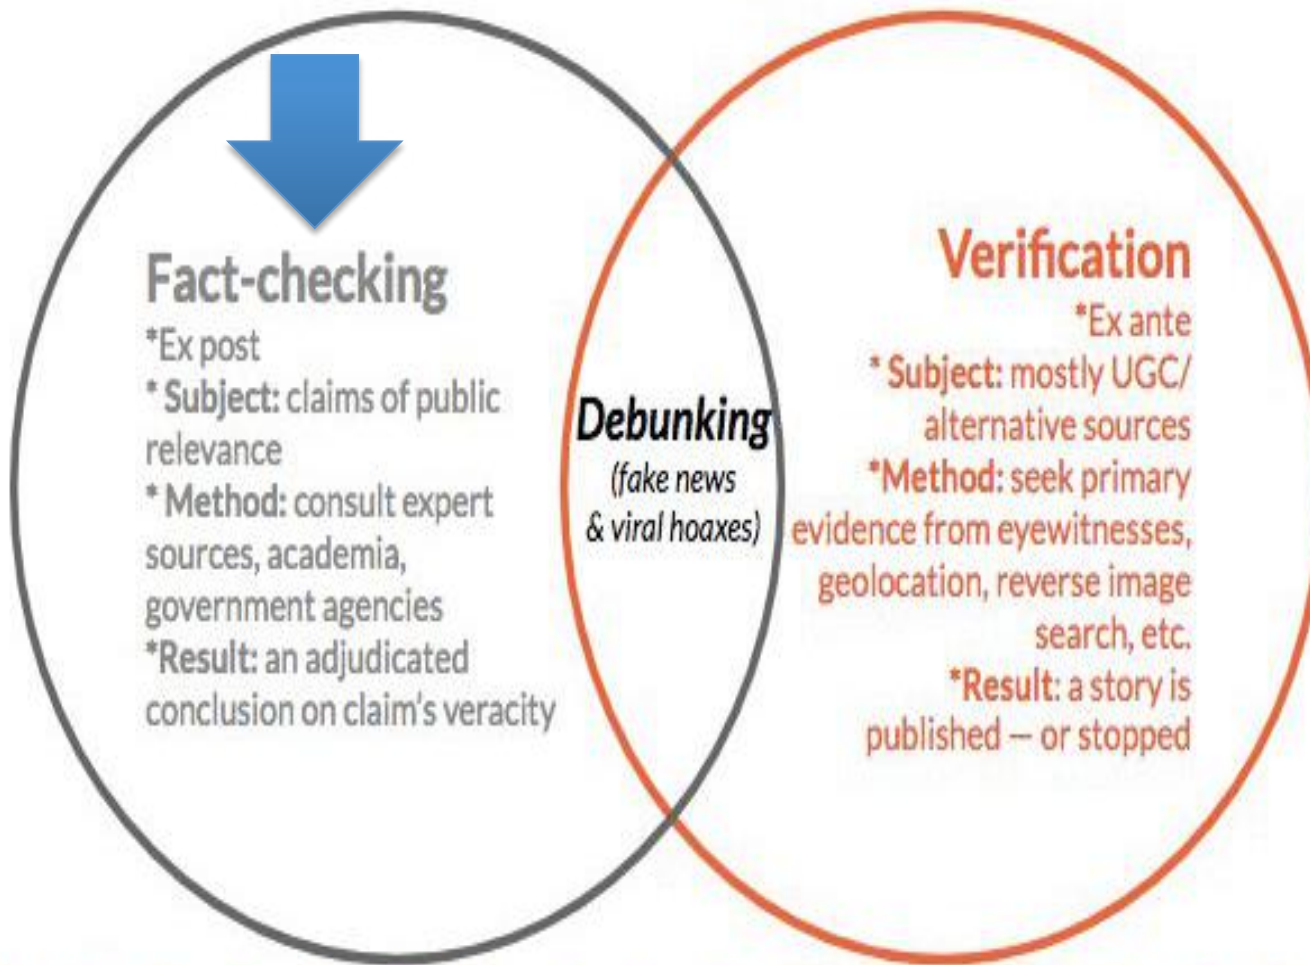 Fact-checking
*Ex post
* Subject: claims of public
relevance
* Method: consult expert
sources, academia,
government agencies
*Result: an adjudicated
conclusion on claim's veracity
Debunking
(fake news
& viral hoaxes)
Verification
*Ex ante
* Subject: mostly UGC/
alternative sources
*Method: seek primary
evidence from eyewitnesses,
geolocation, reverse image
search, etc.
*Result: a story is
published — or stopped